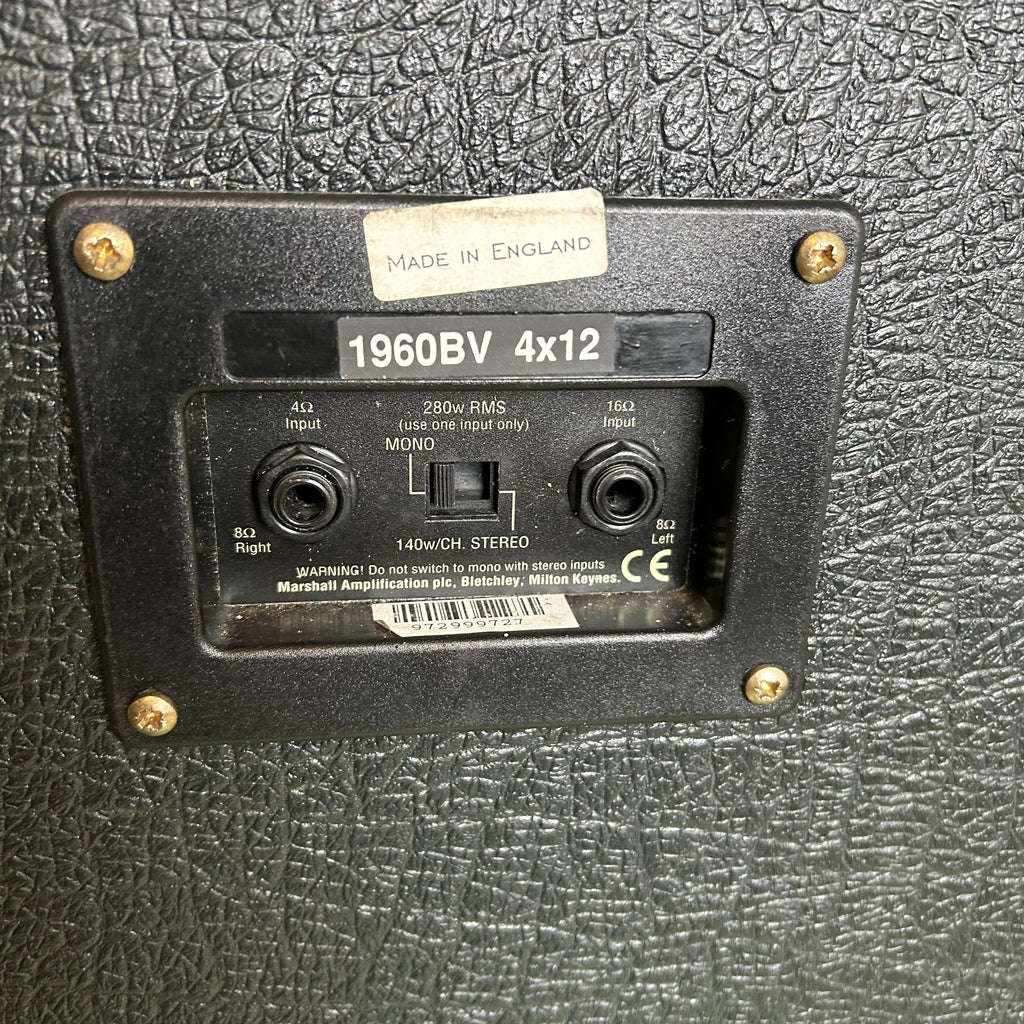 MADE IN ENGLAND
1960BV 4x12
4Ω
Input
280w RMS
(use one input only)
16Ω
Input
MONO
8Ω
Right
140w/CH. STEREO
8Ω
Left
WARNING! Do not switch to mono with stereo inputs
Marshall Amplification plc, Bletchley, Milton Keynes.
CE
972999727